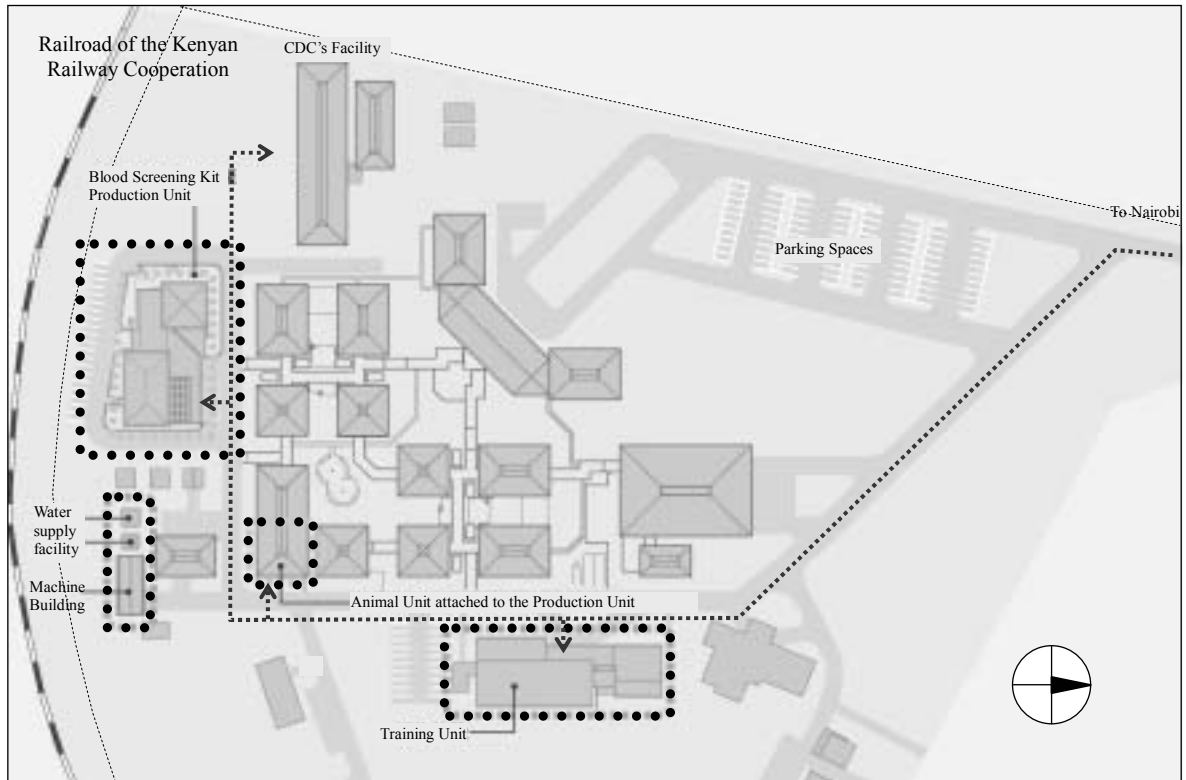 Railroad of the Kenyan
Railway Cooperation
CDC's Facility
Blood Screening Kit
Production Unit
To Nairobi
Parking Spaces
Water
supply
facility
Machine
Building
Animal Unit attached to the Production Unit
Training Unit